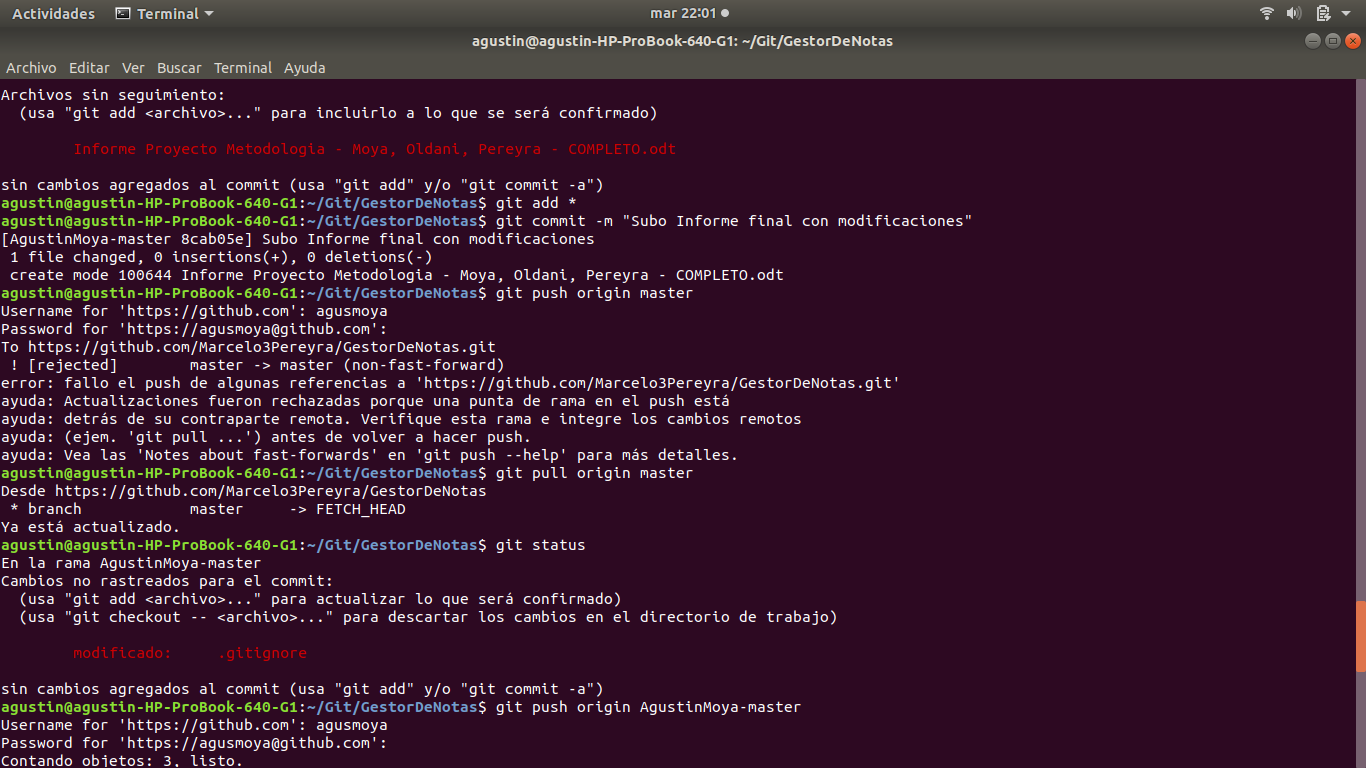 Actividades Terminal mar 22:01
agustin@agustin-HP-ProBook-640-G1: ~/Git/GestorDeNotas
Archivo Editar Ver Buscar Terminal Ayuda
Archivos sin seguimiento:
  (usa "git add <archivo>..." para incluirlo a lo que se será confirmado)
        Informe Proyecto Metodologia - Moya, Oldani, Pereyra - COMPLETO.odt
sin cambios agregados al commit (usa "git add" y/o "git commit -a")
agustin@agustin-HP-ProBook-640-G1:~/Git/GestorDeNotas$ git add *
agustin@agustin-HP-ProBook-640-G1:~/Git/GestorDeNotas$ git commit -m "Subo Informe final con modificaciones"
[AgustinMoya-master 8cab05e] Subo Informe final con modificaciones
 1 file changed, 0 insertions(+), 0 deletions(-)
 create mode 100644 Informe Proyecto Metodologia - Moya, Oldani, Pereyra - COMPLETO.odt
agustin@agustin-HP-ProBook-640-G1:~/Git/GestorDeNotas$ git push origin master
Username for 'https://github.com': agusmoya
Password for 'https://agusmoya@github.com':
To https://github.com/Marcelo3Pereyra/GestorDeNotas.git
 ! [rejected]        master -> master (non-fast-forward)
error: fallo el push de algunas referencias a 'https://github.com/Marcelo3Pereyra/GestorDeNotas.git'
ayuda: Actualizaciones fueron rechazadas porque una punta de rama en el push está
ayuda: detrás de su contraparte remota. Verifique esta rama e integre los cambios remotos
ayuda: (ejem. 'git pull ...') antes de volver a hacer push.
ayuda: Vea las 'Notes about fast-forwards' en 'git push --help' para más detalles.
agustin@agustin-HP-ProBook-640-G1:~/Git/GestorDeNotas$ git pull origin master
Desde https://github.com/Marcelo3Pereyra/GestorDeNotas
 * branch            master     -> FETCH_HEAD
Ya está actualizado.
agustin@agustin-HP-ProBook-640-G1:~/Git/GestorDeNotas$ git status
En la rama AgustinMoya-master
Cambios no rastreados para el commit:
  (usa "git add <archivo>..." para actualizar lo que será confirmado)
  (usa "git checkout -- <archivo>..." para descartar los cambios en el directorio de trabajo)
        modificado:     .gitignore
sin cambios agregados al commit (usa "git add" y/o "git commit -a")
agustin@agustin-HP-ProBook-640-G1:~/Git/GestorDeNotas$ git push origin AgustinMoya-master
Username for 'https://github.com': agusmoya
Password for 'https://agusmoya@github.com':
Contando objetos: 3, listo.